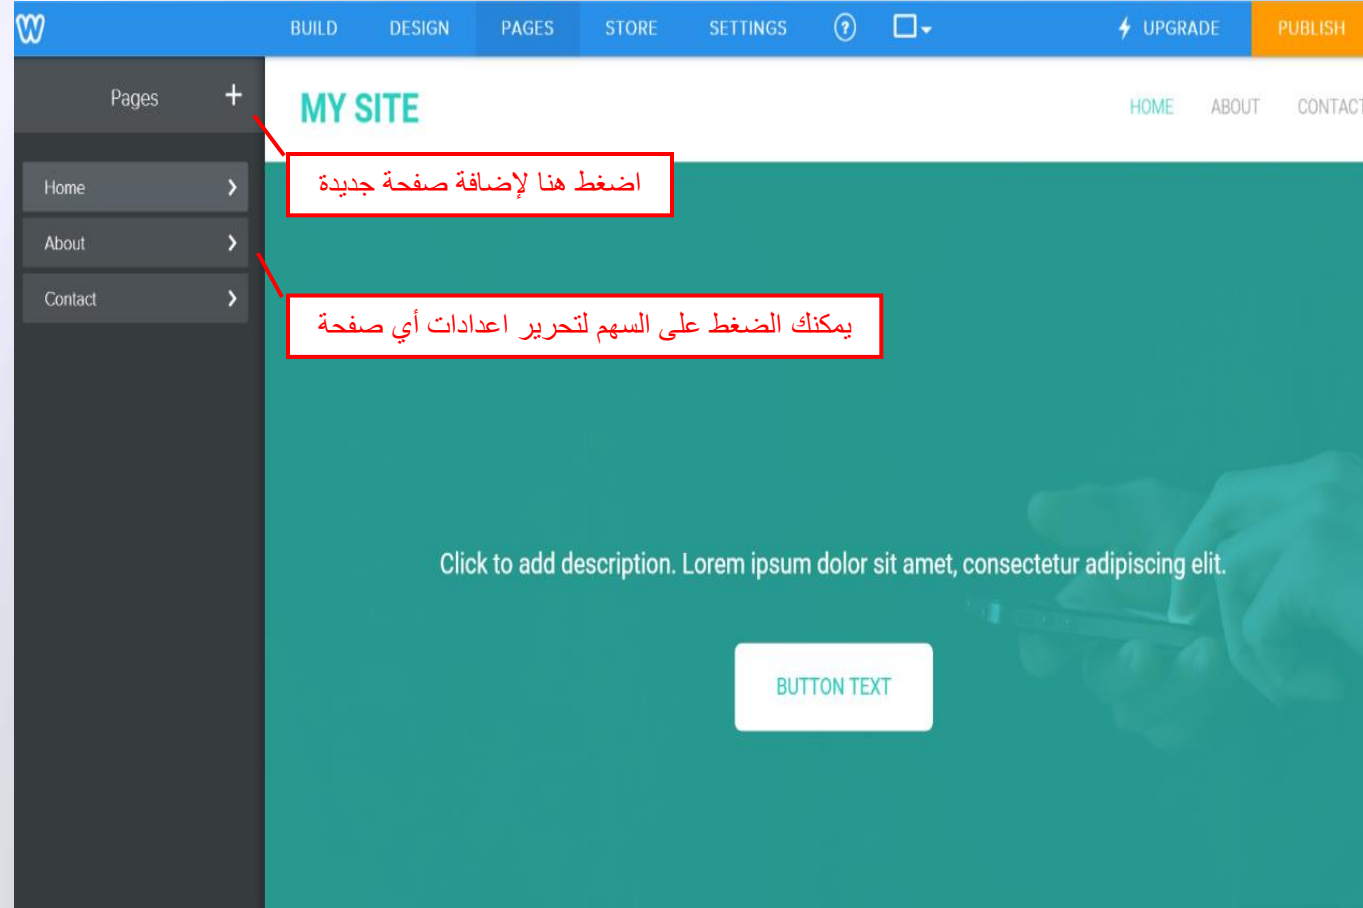 BUILD DESIGN PAGES STORE SETTINGS ? UPGRADE PUBLISH
Pages +
MY SITE
HOME ABOUT CONTACT
اضغط هنا لإضافة صفحة جديدة
Home
About
Contact
يمكنك الضغط على السهم لتحرير اعدادات أي صفحة
Click to add description. Lorem ipsum dolor sit amet, consectetur adipiscing elit.
BUTTON TEXT